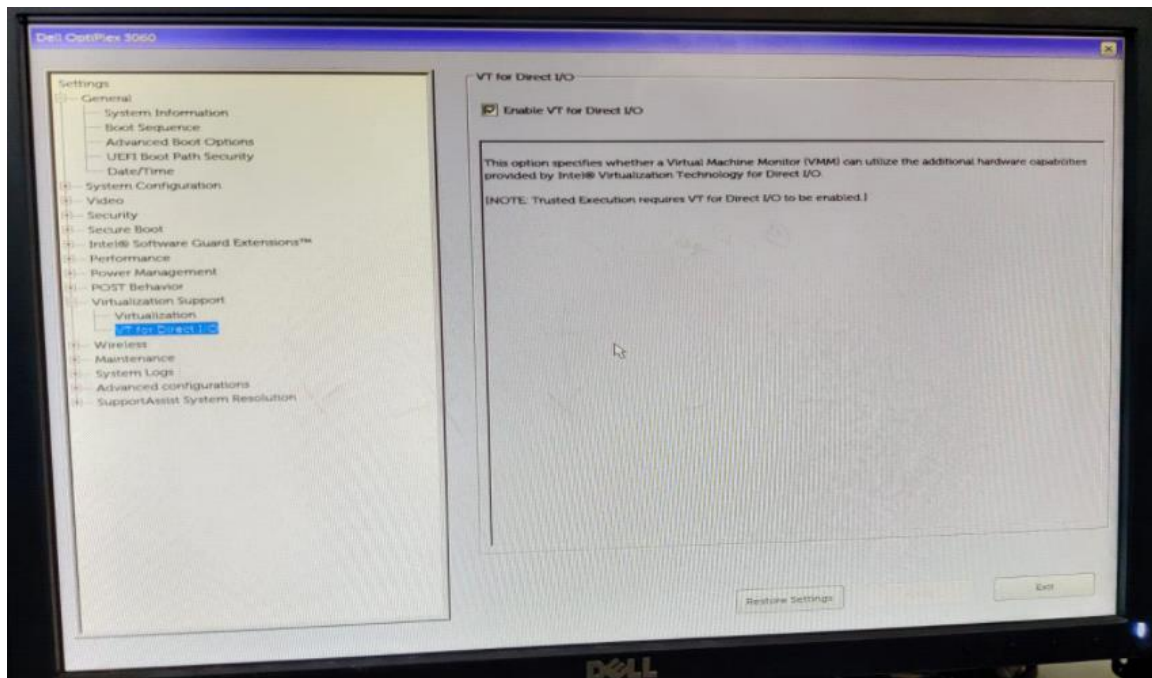 Dell OptiPlex 3060
Settings
General
System Information
Boot Sequence
Advanced Boot Options
UEFI Boot Path Security
Date/Time
System Configuration
Video
Security
Secure Boot
Intel® Software Guard Extensions™
Performance
Power Management
POST Behavior
Virtualization Support
Virtualization
VT for Direct I/O
Wireless
Maintenance
System Logs
Advanced configurations
SupportAssist System Resolution
VT for Direct I/O
Enable VT for Direct I/O
This option specifies whether a Virtual Machine Monitor (VMM) can utilize the additional hardware capabilities
provided by Intel® Virtualization Technology for Direct I/O.
[NOTE: Trusted Execution requires VT for Direct I/O to be enabled.]
Restore Settings
Exit
DELL